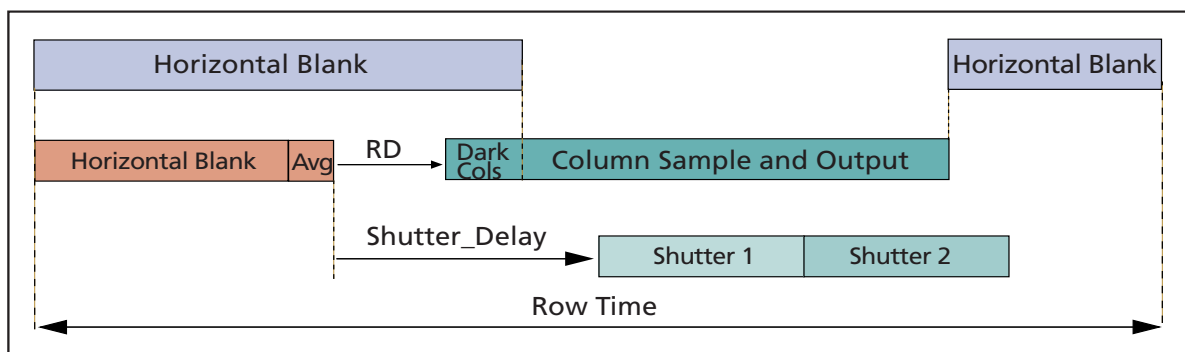 Horizontal Blank
Horizontal Blank
Horizontal Blank
Avg
RD
Dark
Cols
Column Sample and Output
Shutter_Delay
Shutter 1
Shutter 2
Row Time